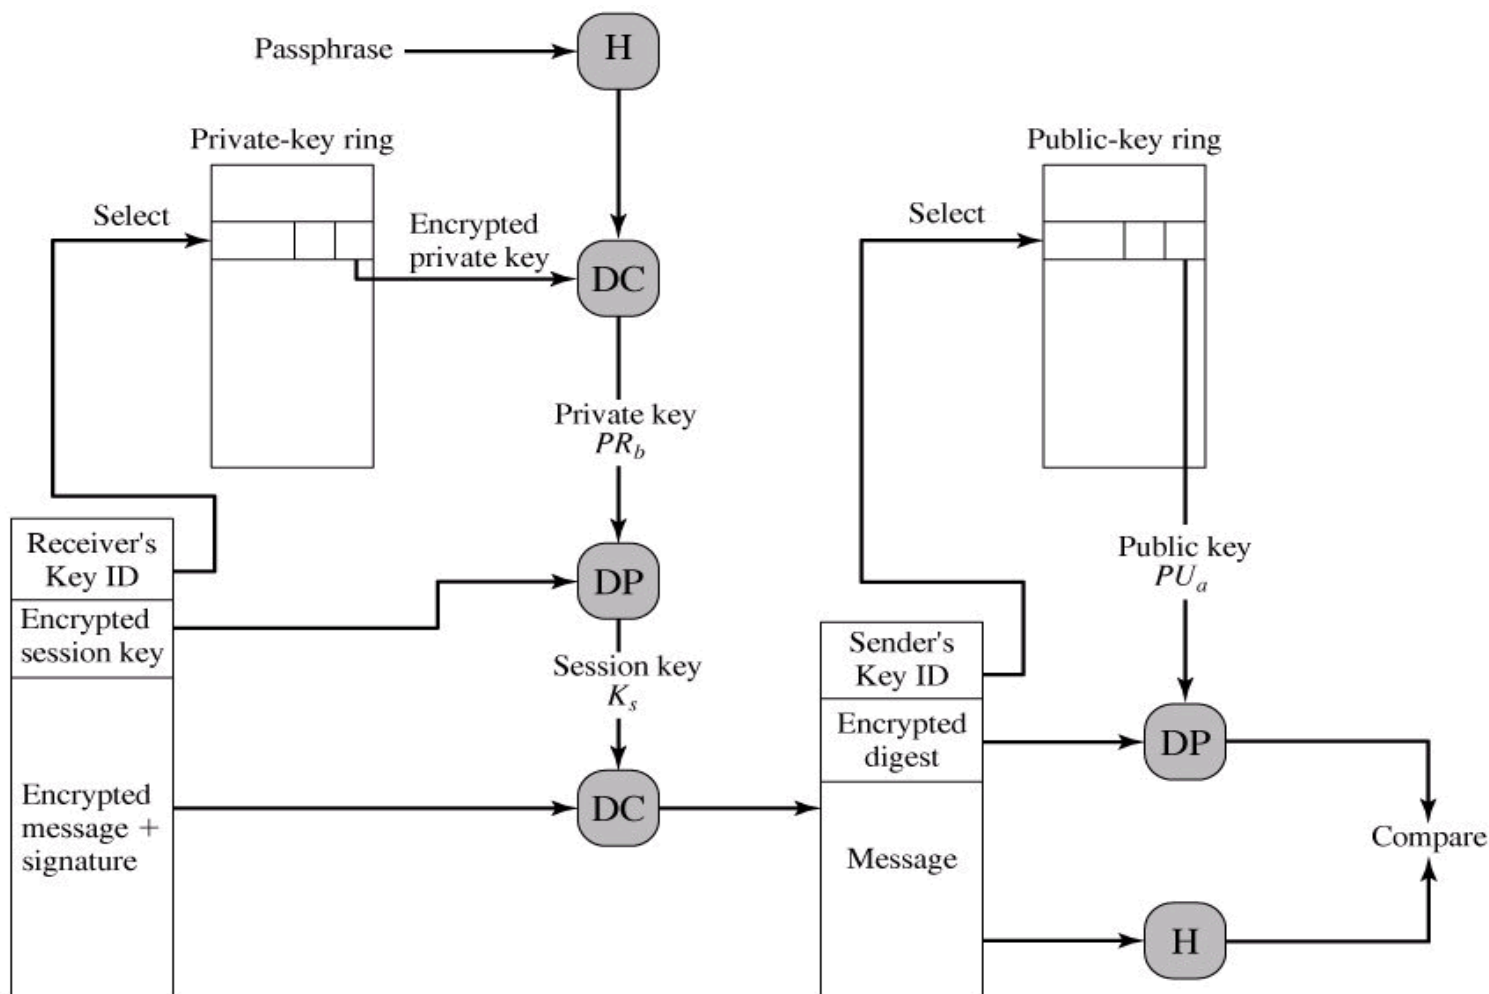 Passphrase
H
Private-key ring
Public-key ring
Select
Encrypted
private key
Select
DC
Private key
PR_b
Receiver's
Key ID
DP
Public key
PU_a
Encrypted
session key
Session key
K_s
Sender's
Key ID
Encrypted
digest
DP
Encrypted
message +
signature
DC
Message
Compare
H